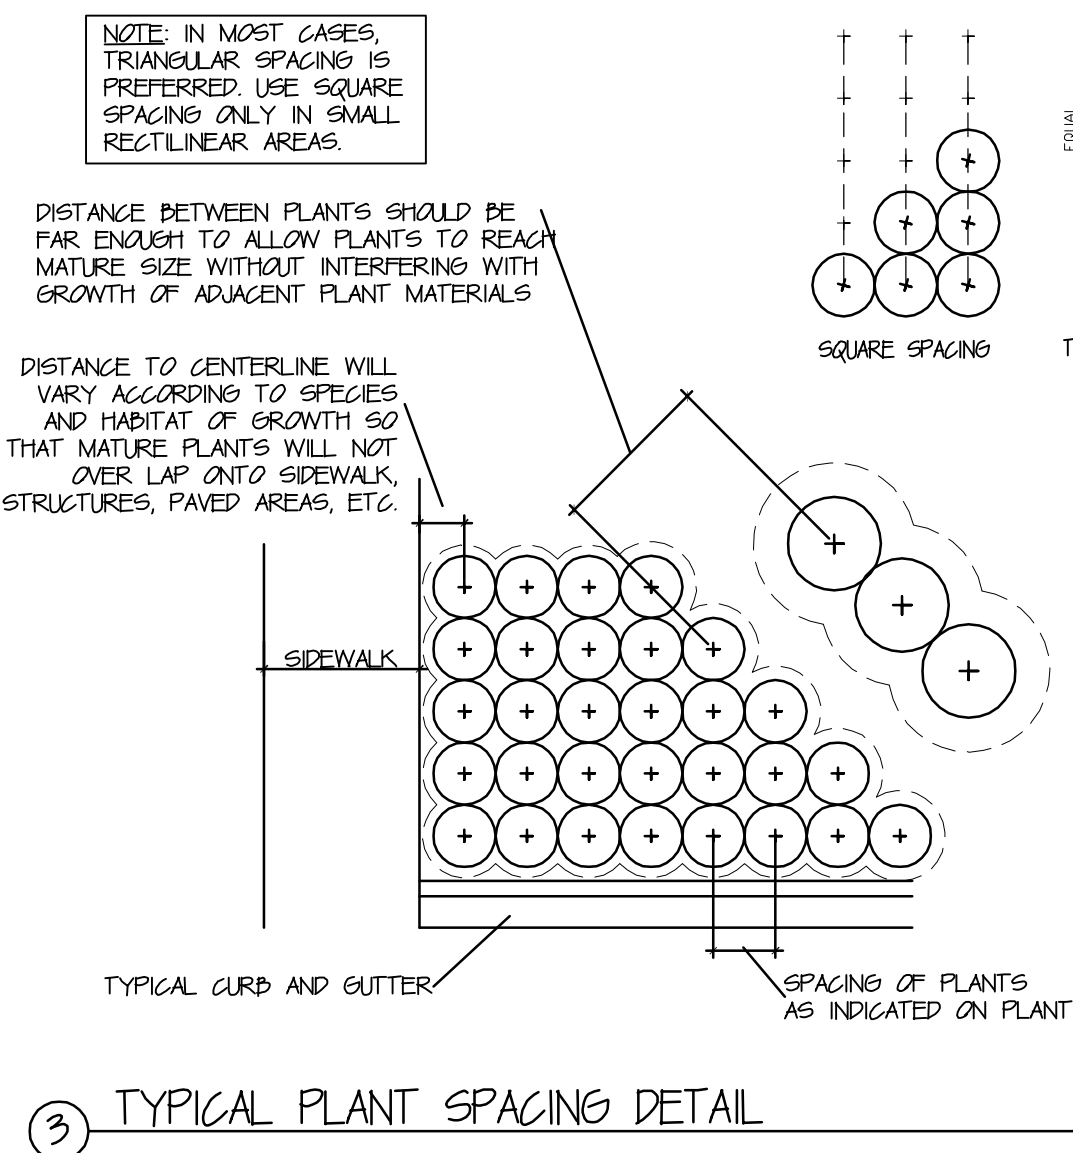 NOTE: IN MOST CASES,
TRIANGULAR SPACING IS
PREFERRED. USE SQUARE
SPACING ONLY IN SMALL
RECTILINEAR AREAS.
DISTANCE BETWEEN PLANTS SHOULD BE
FAR ENOUGH TO ALLOW PLANTS TO REACH
MATURE SIZE WITHOUT INTERFERING WITH
GROWTH OF ADJACENT PLANT MATERIALS
DISTANCE TO CENTERLINE WILL
VARY ACCORDING TO SPECIES
AND HABITAT OF GROWTH SO
THAT MATURE PLANTS WILL NOT
OVER LAP ONTO SIDEWALK,
STRUCTURES, PAVED AREAS, ETC.
SQUARE SPACING
T
EQUAL
SIDEWALK
TYPICAL CURB AND GUTTER
SPACING OF PLANTS
AS INDICATED ON PLANT
3 TYPICAL PLANT SPACING DETAIL